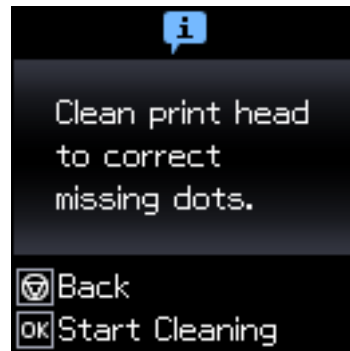 i
Clean print head
to correct
missing dots.
Back
OK Start Cleaning